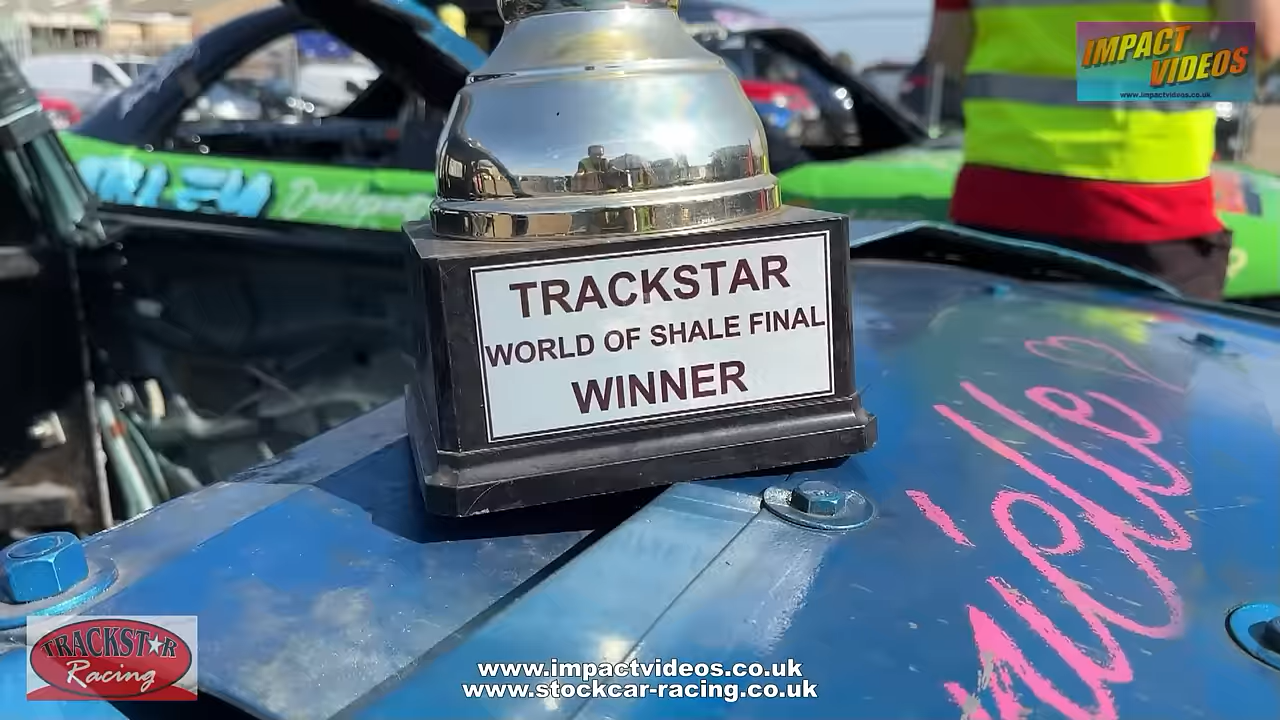 IMPACT
VIDEOS
www.impactvideos.co.uk
TRACKSTAR
WORLD OF SHALE FINAL
WINNER
TRACKSTAR
Racing
www.impactvideos.co.uk
www.stockcar-racing.co.uk